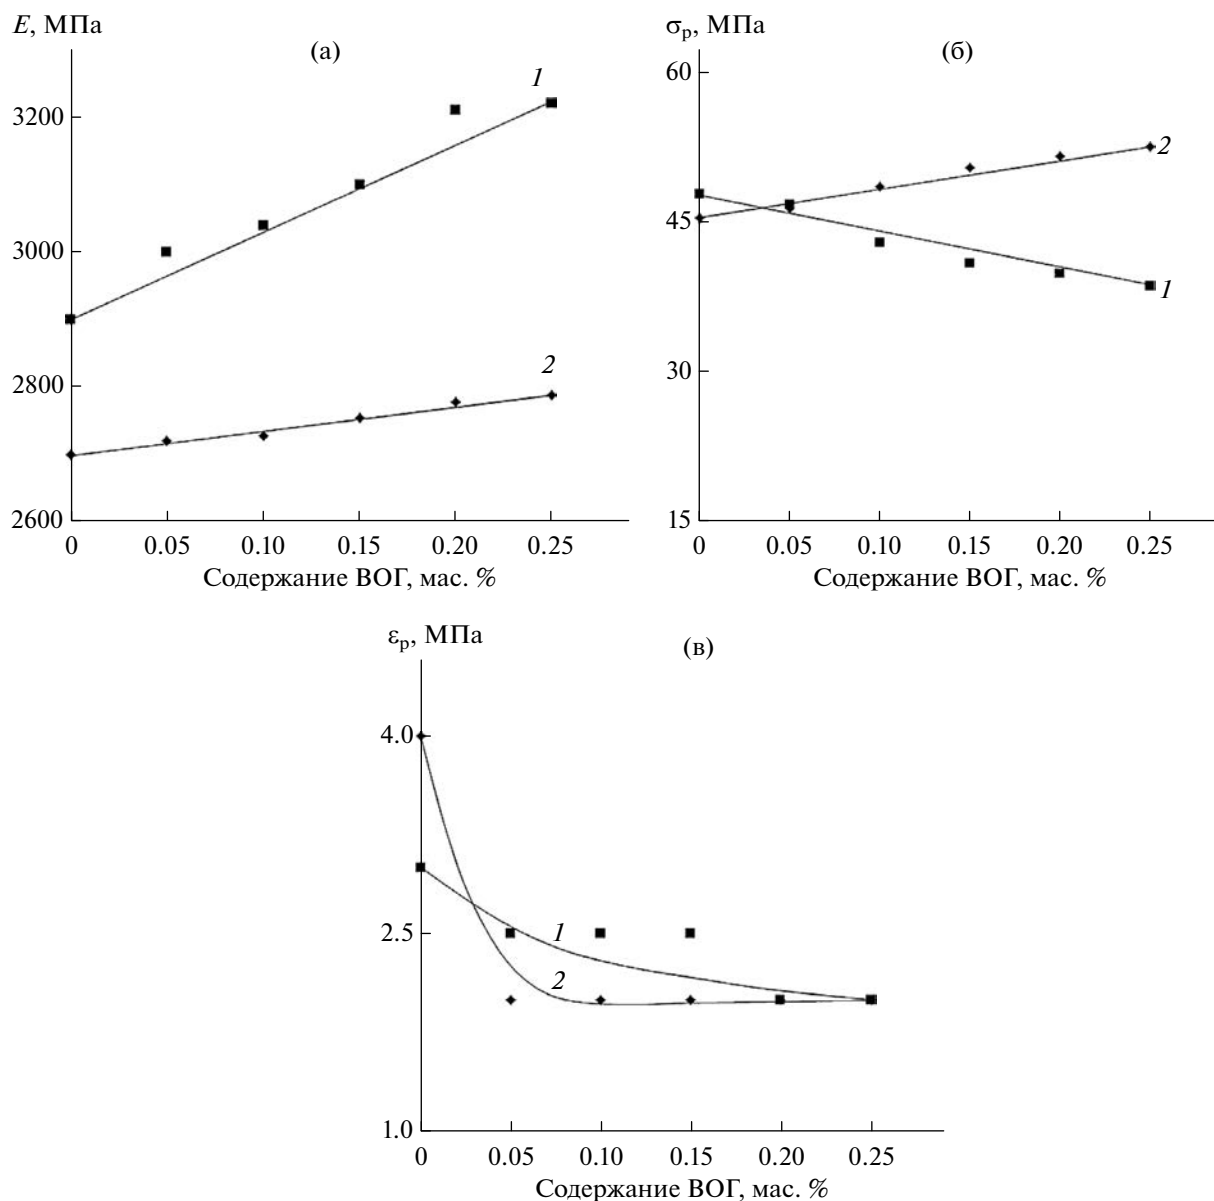 E, МПа
(а)
1
3200
3000
2800
2
2600
0 0.05 0.10 0.15 0.20 0.25
Содержание ВОГ, мас. %
σр, МПа
(б)
60
2
45
1
30
15
0 0.05 0.10 0.15 0.20 0.25
Содержание ВОГ, мас. %
εр, МПа
(в)
4.0
2.5
1
2
1.0
0 0.05 0.10 0.15 0.20 0.25
Содержание ВОГ, мас. %